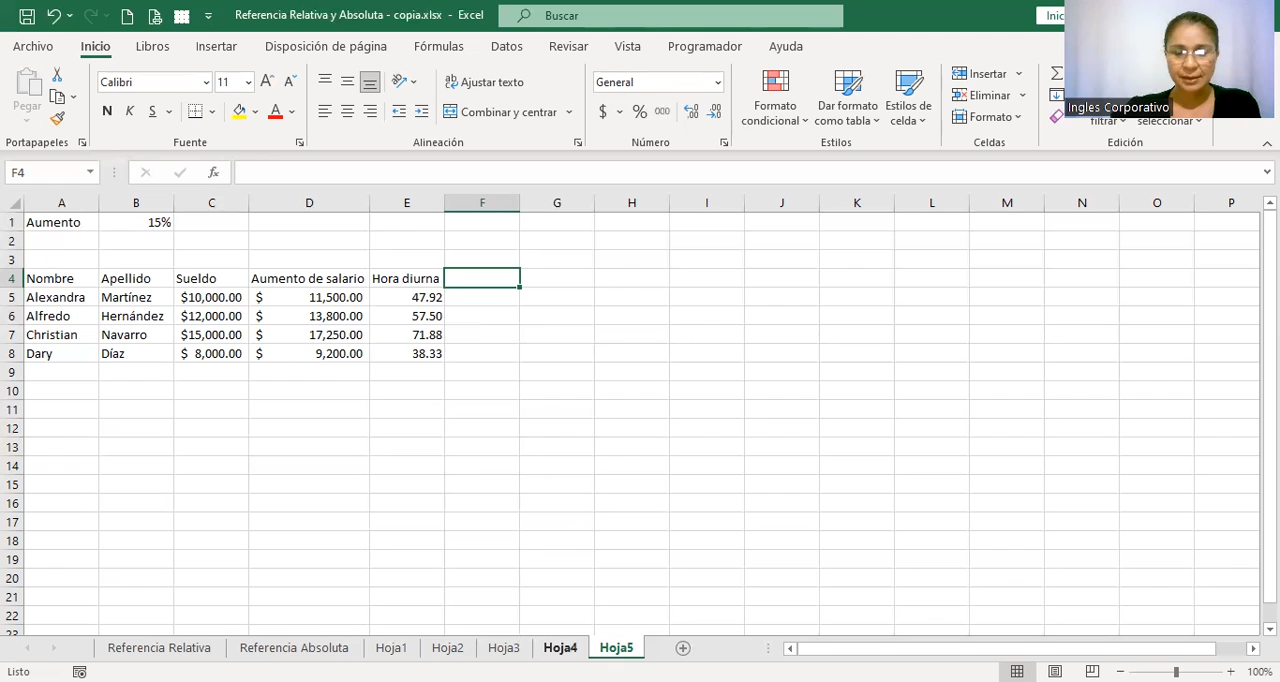 Referencia Relativa y Absoluta - copia.xlsx - Excel
Buscar
Inic
Archivo Inicio Libros Insertar Disposición de página Fórmulas Datos Revisar Vista Programador Ayuda
Ingles Corporativo
Pegar
Calibri 11
N K S
Ajustar texto
Combinar y centrar
General
$ % 000
Formato condicional
Dar formato como tabla
Estilos de celda
Insertar
Eliminar
Formato
filtrar
seleccionar
Portapapeles Fuente Alineación Número Estilos Celdas Edición
F4
fx
A B C D E F G H I J K L M N O P
1 Aumento 15%
2
3
4 Nombre Apellido Sueldo Aumento de salario Hora diurna
5 Alexandra Martínez $10,000.00 $ 11,500.00 47.92
6 Alfredo Hernández $12,000.00 $ 13,800.00 57.50
7 Christian Navarro $15,000.00 $ 17,250.00 71.88
8 Dary Díaz $ 8,000.00 $ 9,200.00 38.33
9
10
11
12
13
14
15
16
17
18
19
20
21
22
23
Referencia Relativa Referencia Absoluta Hoja1 Hoja2 Hoja3 Hoja4 Hoja5
Listo
100%